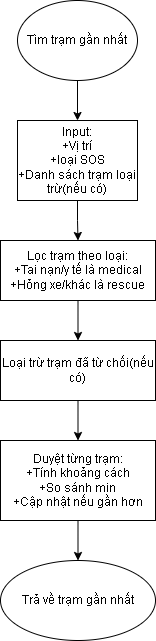 Tìm trạm gần nhất
Input:
+Vị trí
+loại SOS
+Danh sách trạm loại
trừ(nếu có)
Lọc trạm theo loại:
+Tai nạn/y tế là medical
+Hỏng xe/khác là rescue
Loại trừ trạm đã từ chối(nếu
có)
Duyệt từng trạm:
+Tính khoảng cách
+So sánh min
+Cập nhật nếu gần hơn
Trả về trạm gần nhất